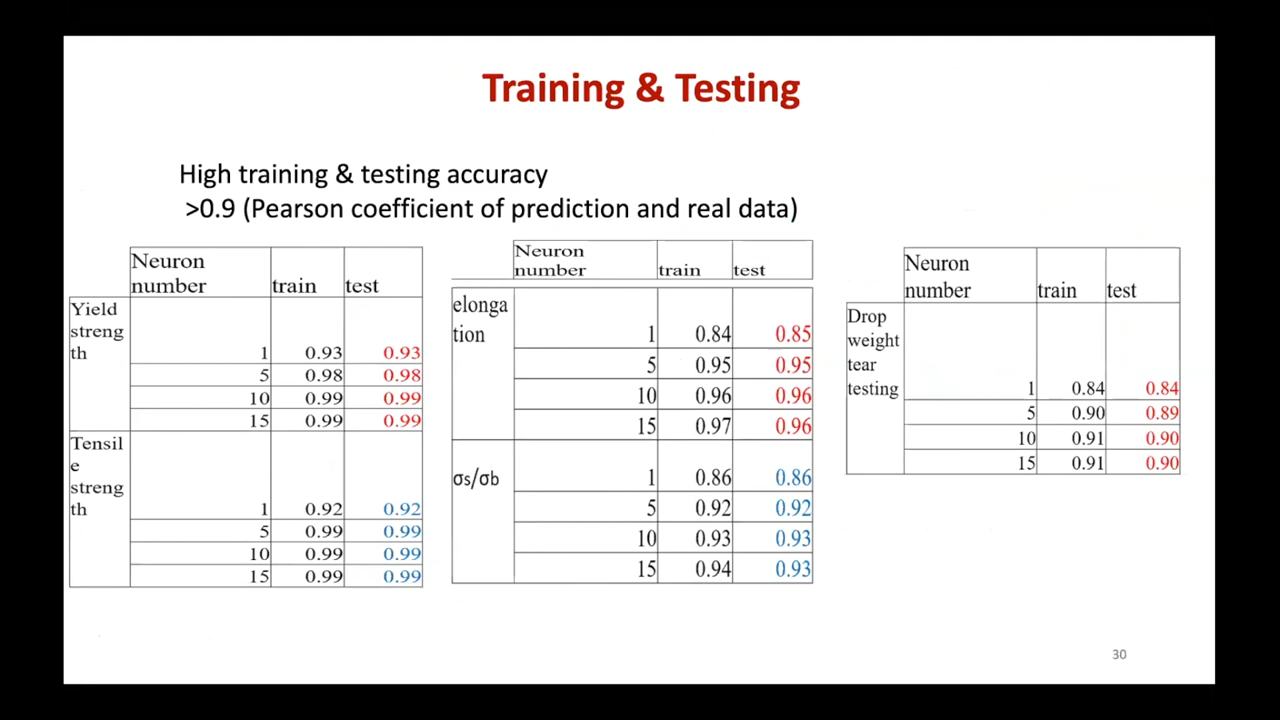 Training & Testing
High training & testing accuracy
>0.9 (Pearson coefficient of prediction and real data)
Neuron
number train test
Yield
streng
th 1 0.93 0.93
5 0.98 0.98
10 0.99 0.99
15 0.99 0.99
Tensil
e
streng
th 1 0.92 0.92
5 0.99 0.99
10 0.99 0.99
15 0.99 0.99
Neuron
number train test
elonga
tion 1 0.84 0.85
5 0.95 0.95
10 0.96 0.96
15 0.97 0.96
σs/σb 1 0.86 0.86
5 0.92 0.92
10 0.93 0.93
15 0.94 0.93
Neuron
number train test
Drop
weight
tear
testing 1 0.84 0.84
5 0.90 0.89
10 0.91 0.90
15 0.91 0.90
30